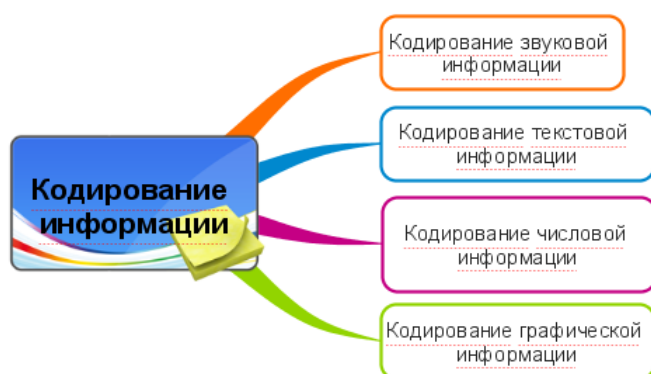 Кодирование
информации
Кодирование звуковой
информации
Кодирование текстовой
информации
Кодирование числовой
информации
Кодирование графической
информации